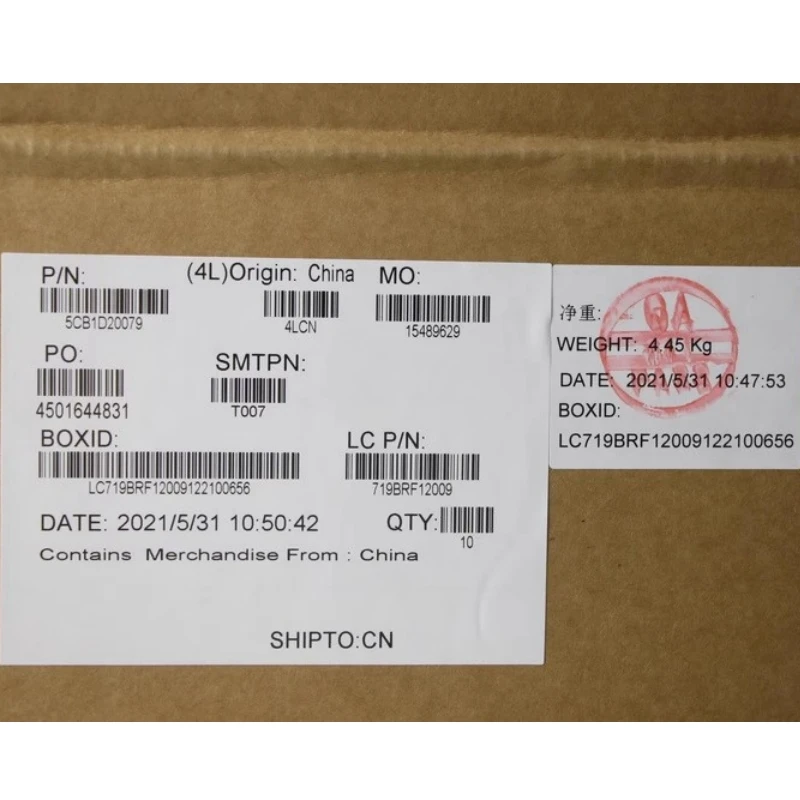 P/N: (4L)Origin: China MO:
5CB1D20079 4LCN 15489629
PO: SMTPN:
4501644831 T007
BOXID: LC P/N:
LC719BRF12009122100656 719BRF12009
DATE: 2021/5/31 10:50:42 QTY:
10
Contains Merchandise From : China
SHIPTO:CN
净重:
WEIGHT: 4.45 Kg
DATE: 2021/5/31 10:47:53
BOXID:
LC719BRF12009122100656
QA